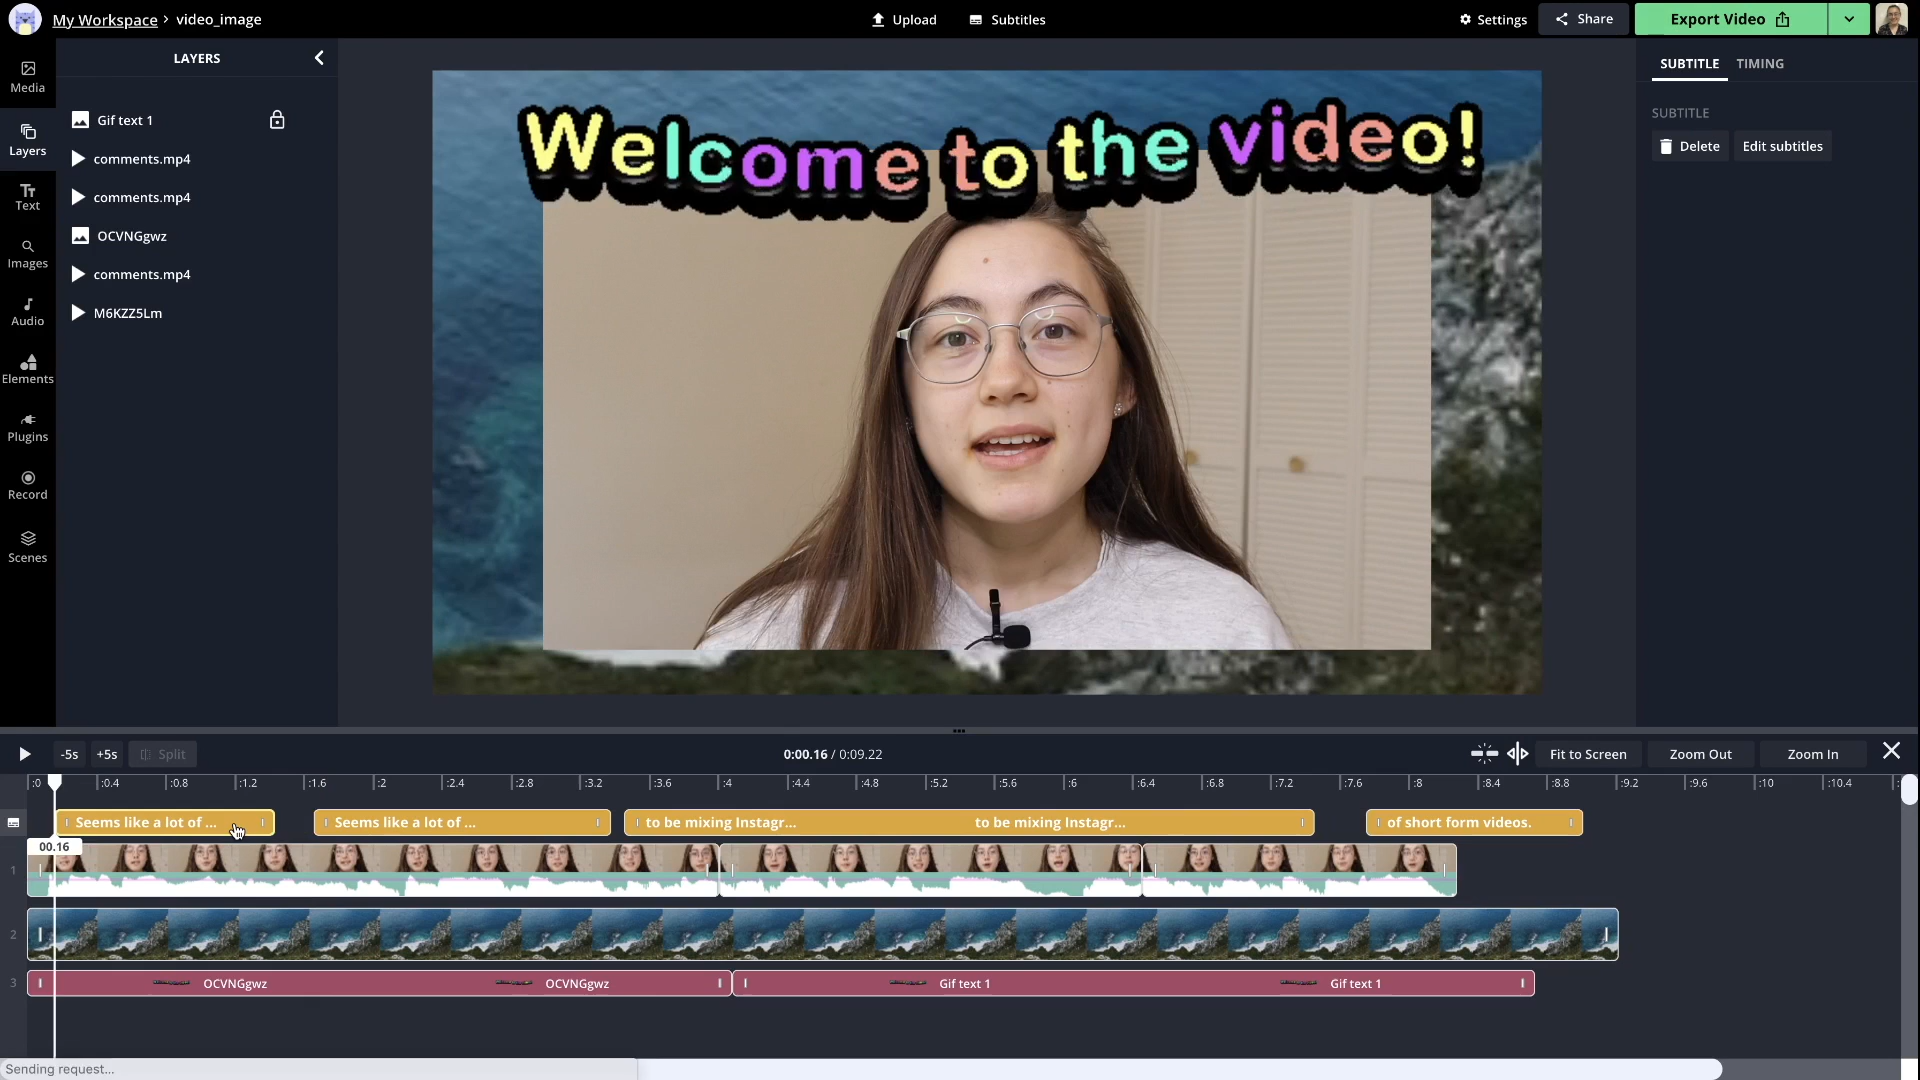 My Workspace › video_image
Upload
Subtitles
Settings
Share
Export Video
Media
Layers
Text
Images
Audio
Elements
Plugins
Record
Scenes
LAYERS
Gif text 1
comments.mp4
comments.mp4
OCVNGgwz
comments.mp4
M6KZZ5Lm
Welcome to the video!
SUBTITLE TIMING
SUBTITLE
Delete Edit subtitles
-5s +5s Split
0:00.16 / 0:09.22
Fit to Screen Zoom Out Zoom In
:0 :0.4 :0.8 :1.2 :1.6 :2 :2.4 :2.8 :3.2 :3.6 :4 :4.4 :4.8 :5.2 :5.6 :6 :6.4 :6.8 :7.2 :7.6 :8 :8.4 :8.8 :9.2 :9.6 :10 :10.4
Seems like a lot of ... Seems like a lot of ... to be mixing Instagr... to be mixing Instagr... of short form videos.
00.16
1
2
3 OCVNGgwz OCVNGgwz Gif text 1 Gif text 1
Sending request...